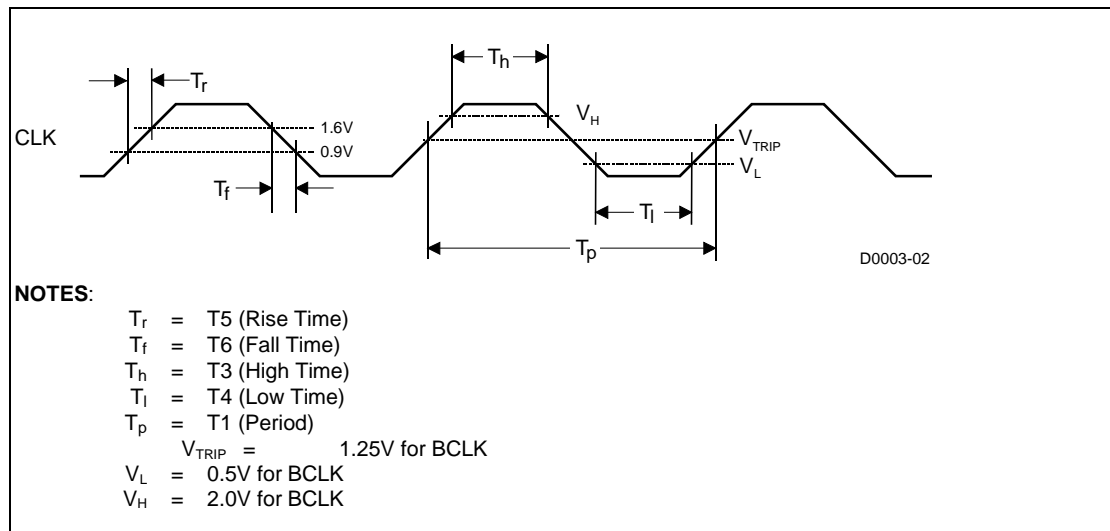 Th
Tr
VH
1.6V
CLK
VTRIP
0.9V
VL
Tf
Tl
Tp
D0003-02
NOTES:
Tr = T5 (Rise Time)
Tf = T6 (Fall Time)
Th = T3 (High Time)
Tl = T4 (Low Time)
Tp = T1 (Period)
VTRIP = 1.25V for BCLK
VL = 0.5V for BCLK
VH = 2.0V for BCLK